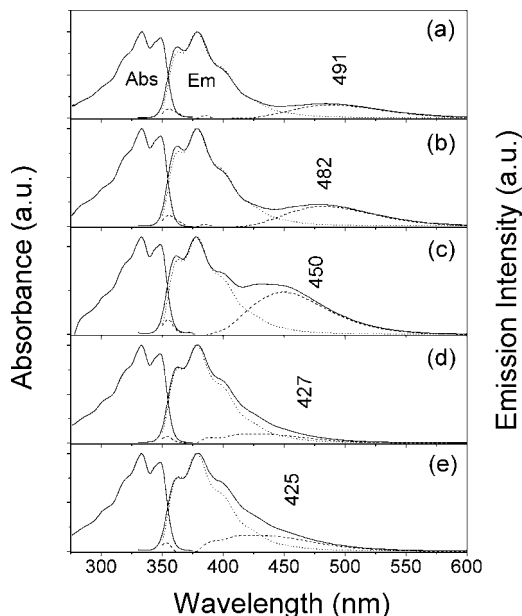 (a)
Abs
Em
491
(b)
482
(c)
450
(d)
427
(e)
425
Absorbance (a.u.)
Emission Intensity (a.u.)
300 350 400 450 500 550 600
Wavelength (nm)